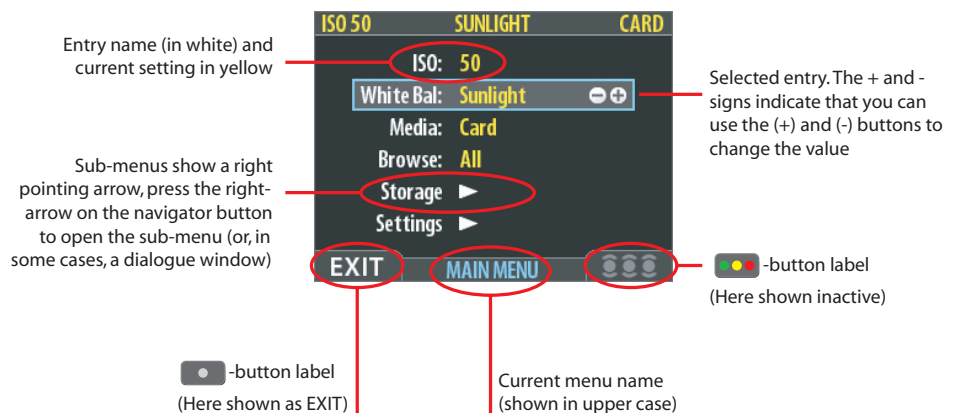 ISO 50 SUNLIGHT CARD
Entry name (in white) and
current setting in yellow
ISO: 50
White Bal: Sunlight
Media: Card
Browse: All
Storage
Settings
Selected entry. The + and -
signs indicate that you can
use the (+) and (-) buttons to
change the value
Sub-menus show a right
pointing arrow, press the right-
arrow on the navigator button
to open the sub-menu (or, in
some cases, a dialogue window)
EXIT MAIN MENU
-button label
(Here shown inactive)
-button label
(Here shown as EXIT)
Current menu name
(shown in upper case)